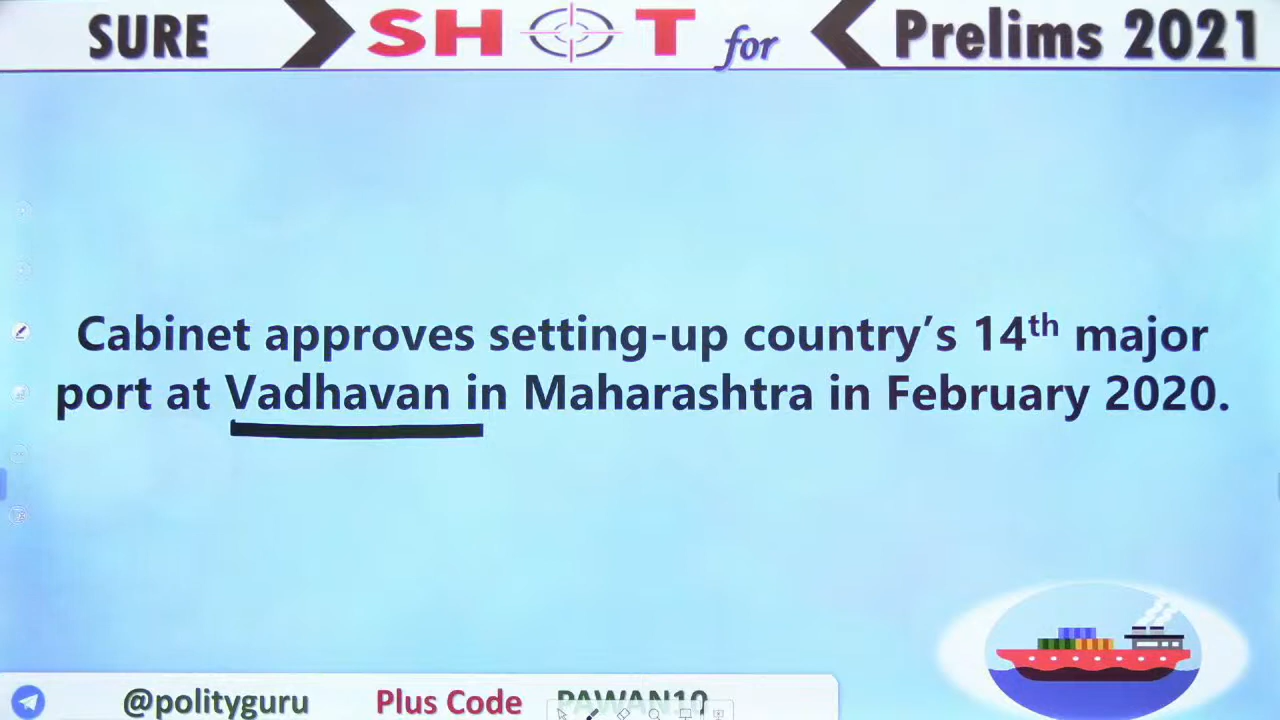 SURE SHOT for Prelims 2021
Cabinet approves setting-up country's 14th major
port at Vadhavan in Maharashtra in February 2020.
@polityguru Plus Code PAWAN10